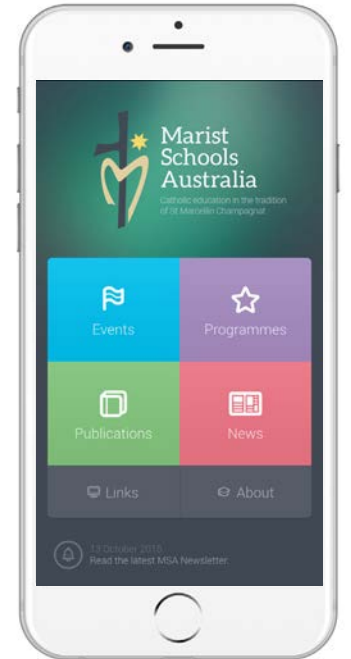 Marist
Schools
Australia
Catholic education in the tradition
of St Marcellin Champagnat
Events
Programmes
Publications
News
Links
About
13 October 2015
Read the latest MSA Newsletter.